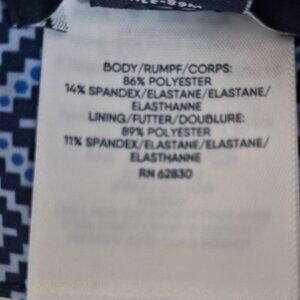 BODY/RUMPF/CORPS:
86% POLYESTER
14% SPANDEX/ELASTANE/ELASTANE/
ELASTHANNE
LINING/FUTTER/DOUBLURE:
89% POLYESTER
11% SPANDEX/ELASTANE/ELASTANE/
ELASTHANNE
RN 62830